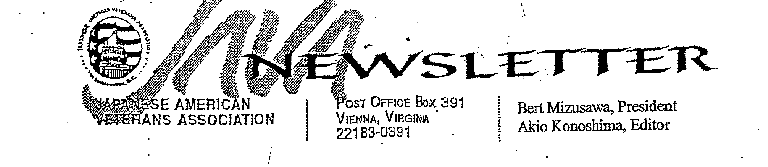 JAVA
NEWSLETTER
JAPANESE AMERICAN
VETERANS ASSOCIATION
POST OFFICE BOX 391
VIENNA, VIRGINIA
22183-0391
Bert Mizusawa, President
Akio Konoshima, Editor